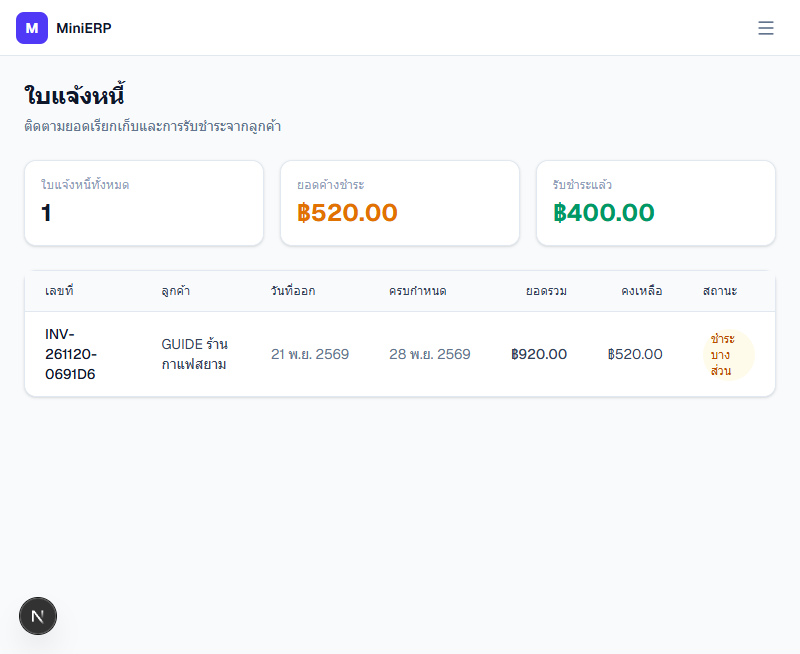 M MiniERP
ใบแจ้งหนี้
ติดตามยอดเรียกเก็บและการรับชำระจากลูกค้า
ใบแจ้งหนี้ทั้งหมด
1
ยอดค้างชำระ
฿520.00
รับชำระแล้ว
฿400.00
เลขที่ ลูกค้า วันที่ออก ครบกำหนด ยอดรวม คงเหลือ สถานะ
INV-
261120-
0691D6
GUIDE ร้าน
กาแฟสยาม
21 พ.ย. 2569
28 พ.ย. 2569
฿920.00
฿520.00
ชำระ
บาง
ส่วน
N